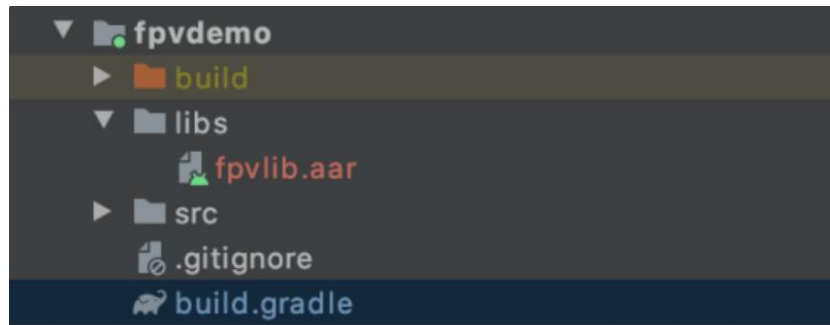 fpvdemo
build
libs
fpvlib.aar
src
.gitignore
build.gradle